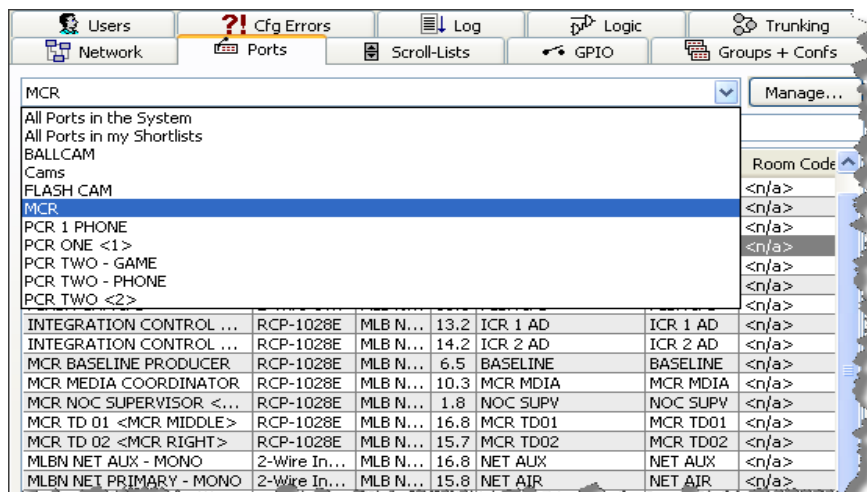 Users ?! Cfg Errors Log Logic Trunking
Network Ports Scroll-Lists GPIO Groups + Confs
MCR Manage...
All Ports in the System
All Ports in my Shortlists
BALLCAM
Room Code
Cams
FLASH CAM <n/a>
MCR <n/a>
PCR 1 PHONE <n/a>
PCR ONE <1> <n/a>
PCR TWO - GAME <n/a>
PCR TWO - PHONE <n/a>
PCR TWO <2> <n/a>
INTEGRATION CONTROL ... RCP-1028E MLB N... 13.2 ICR 1 AD ICR 1 AD <n/a>
INTEGRATION CONTROL ... RCP-1028E MLB N... 14.2 ICR 2 AD ICR 2 AD <n/a>
MCR BASELINE PRODUCER RCP-1028E MLB N... 6.5 BASELINE BASELINE <n/a>
MCR MEDIA COORDINATOR RCP-1028E MLB N... 10.3 MCR MDIA MCR MDIA <n/a>
MCR NOC SUPERVISOR <... RCP-1028E MLB N... 1.8 NOC SUPV NOC SUPV <n/a>
MCR TD 01 <MCR MIDDLE> RCP-1028E MLB N... 16.8 MCR TD01 MCR TD01 <n/a>
MCR TD 02 <MCR RIGHT> RCP-1028E MLB N... 15.7 MCR TD02 MCR TD02 <n/a>
MLBN NET AUX - MONO 2-Wire In... MLB N... 16.8 NET AUX NET AUX <n/a>
MLBN NET PRIMARY - MONO 2-Wire In... MLB N... 15.8 NET AIR NET AIR <n/a>